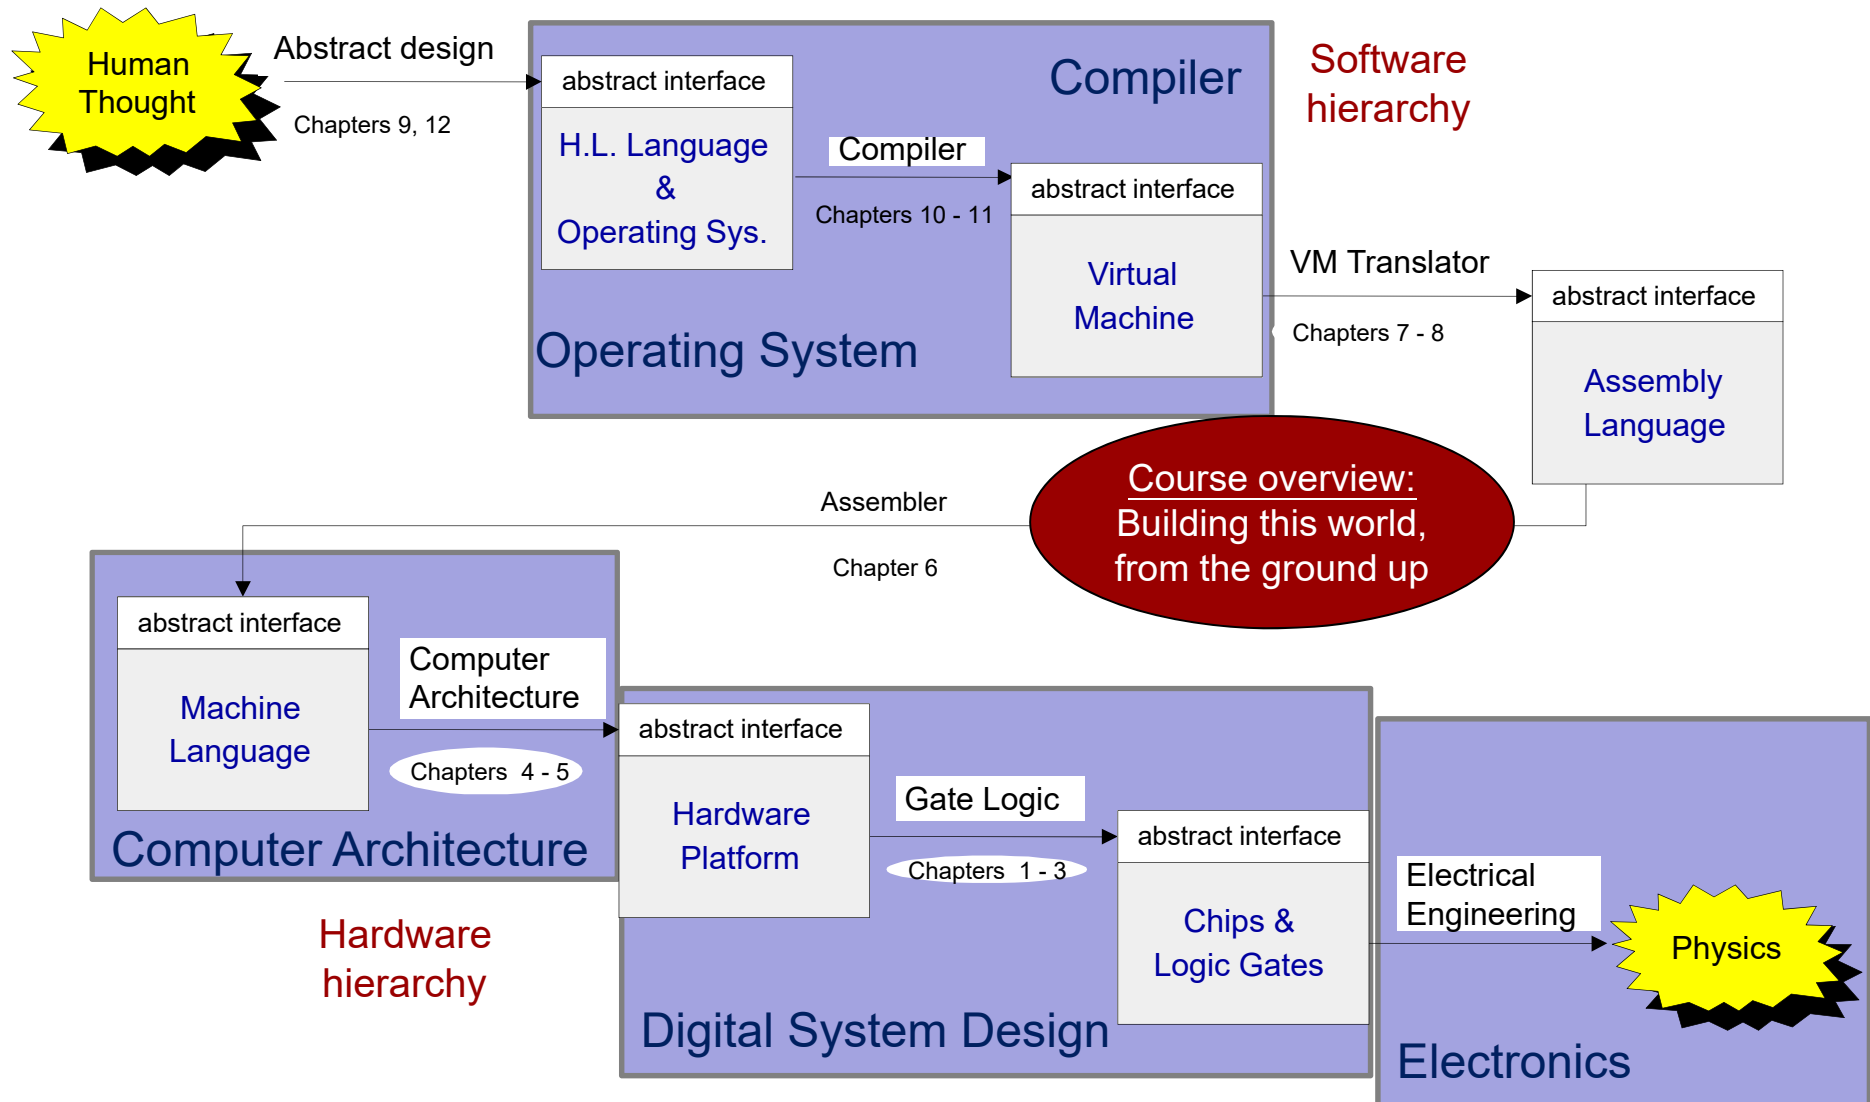 Human
Thought
Abstract design
Chapters 9, 12
abstract interface
H.L. Language
&
Operating Sys.
Compiler
Compiler
Chapters 10 - 11
abstract interface
Virtual
Machine
Operating System
Software
hierarchy
VM Translator
Chapters 7 - 8
abstract interface
Assembly
Language
Course overview:
Building this world,
from the ground up
Assembler
Chapter 6
abstract interface
Machine
Language
Computer
Architecture
Chapters 4 - 5
Computer Architecture
Hardware
hierarchy
abstract interface
Hardware
Platform
Gate Logic
Chapters 1 - 3
abstract interface
Chips &
Logic Gates
Digital System Design
Electrical
Engineering
Physics
Electronics